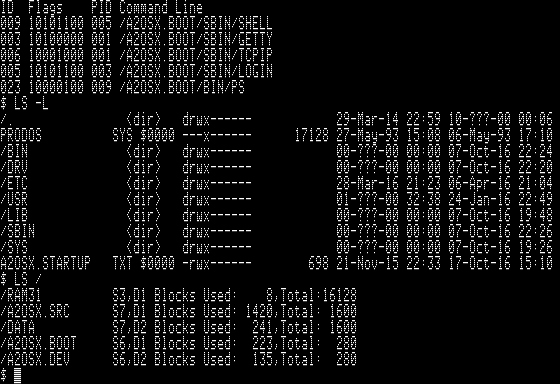 ID  Flags    PID Command Line
009 10101100 005 /A2OSX.BOOT/SBIN/SHELL
003 10100000 001 /A2OSX.BOOT/SBIN/GETTY
006 10001000 001 /A2OSX.BOOT/SBIN/TCPIP
005 10101100 003 /A2OSX.BOOT/SBIN/LOGIN
023 10000000 009 /A2OSX.BOOT/BIN/PS
$ LS -L
/.               <dir>   drwx------            29-Mar-14 22:59 10-???-00 00:06
PRODOS           SYS $0000 ---x------    17128 27-May-93 15:08 06-May-93 17:10
/BIN             <dir>   drwx------            00-???-00 00:00 07-Oct-16 22:24
/DRV             <dir>   drwx------            00-???-00 00:00 07-Oct-16 22:20
/ETC             <dir>   drwx------            28-Mar-16 21:23 06-Apr-16 21:04
/USR             <dir>   drwx------            01-???-00 32:38 24-Jan-16 22:49
/LIB             <dir>   drwx------            00-???-00 00:00 07-Oct-16 19:48
/SBIN            <dir>   drwx------            00-???-00 00:00 07-Oct-16 22:26
/SYS             <dir>   drwx------            00-???-00 00:00 07-Oct-16 19:26
A2OSX.STARTUP    TXT $0000 -rwx------      698 21-Nov-15 22:33 17-Oct-16 15:10
$ LS /
/RAM31           S3,D1 Blocks Used:    8,Total:16128
/A2OSX.SRC       S7,D1 Blocks Used: 1420,Total: 1600
/DATA            S7,D2 Blocks Used:  241,Total: 1600
/A2OSX.BOOT      S6,D1 Blocks Used:  223,Total:  280
/A2OSX.DEV       S6,D2 Blocks Used:  135,Total:  280
$